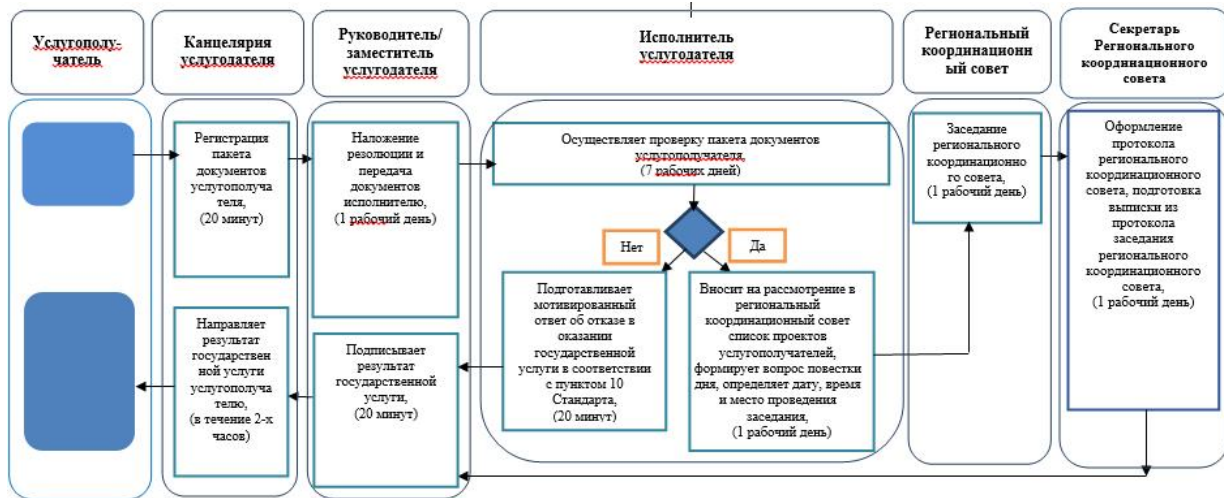 Услугополу-
чатель
Канцелярия
услугодателя
Руководитель/
заместитель
услугодателя
Исполнитель
услугодателя
Региональный
координационн
ый совет
Секретарь
Регионального
координационного
совета
Регистрация
пакета
документов
услугополуча
теля,
(20 минут)
Наложение
резолюции и
передача
документов
исполнителю,
(1 рабочий день)
Осуществляет проверку пакета документов
услугополучателя,
(7 рабочих дней)
Нет
Да
Заседание
регионального
координационно
го совета,
(1 рабочий день)
Оформление
протокола
регионального
координационного
совета, подготовка
выписки из
протокола
заседания
регионального
координационного
совета,
(1 рабочий день)
Направляет
результат
государствен
ной услуги
услугополуча
телю,
(в течение 2-х
часов)
Подписывает
результат
государственной
услуги,
(20 минут)
Подготавливает
мотивированный
ответ об отказе в
оказании
государственной
услуги в соответствии
с пунктом 10
Стандарта,
(20 минут)
Вносит на рассмотрение в
региональный
координационный совет
список проектов
услугополучателей,
формирует вопрос повестки
дня, определяет дату, время
и место проведения
заседания,
(1 рабочий день)